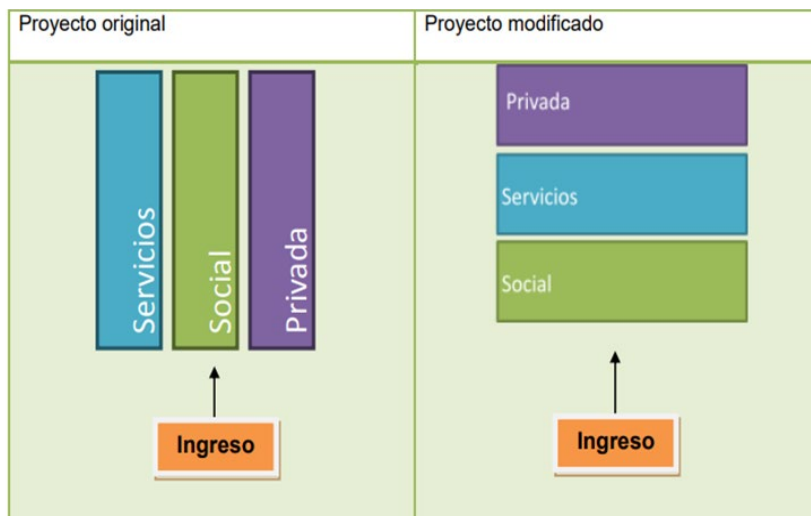 Proyecto original
Proyecto modificado
Servicios
Social
Privada
Ingreso
Privada
Servicios
Social
Ingreso